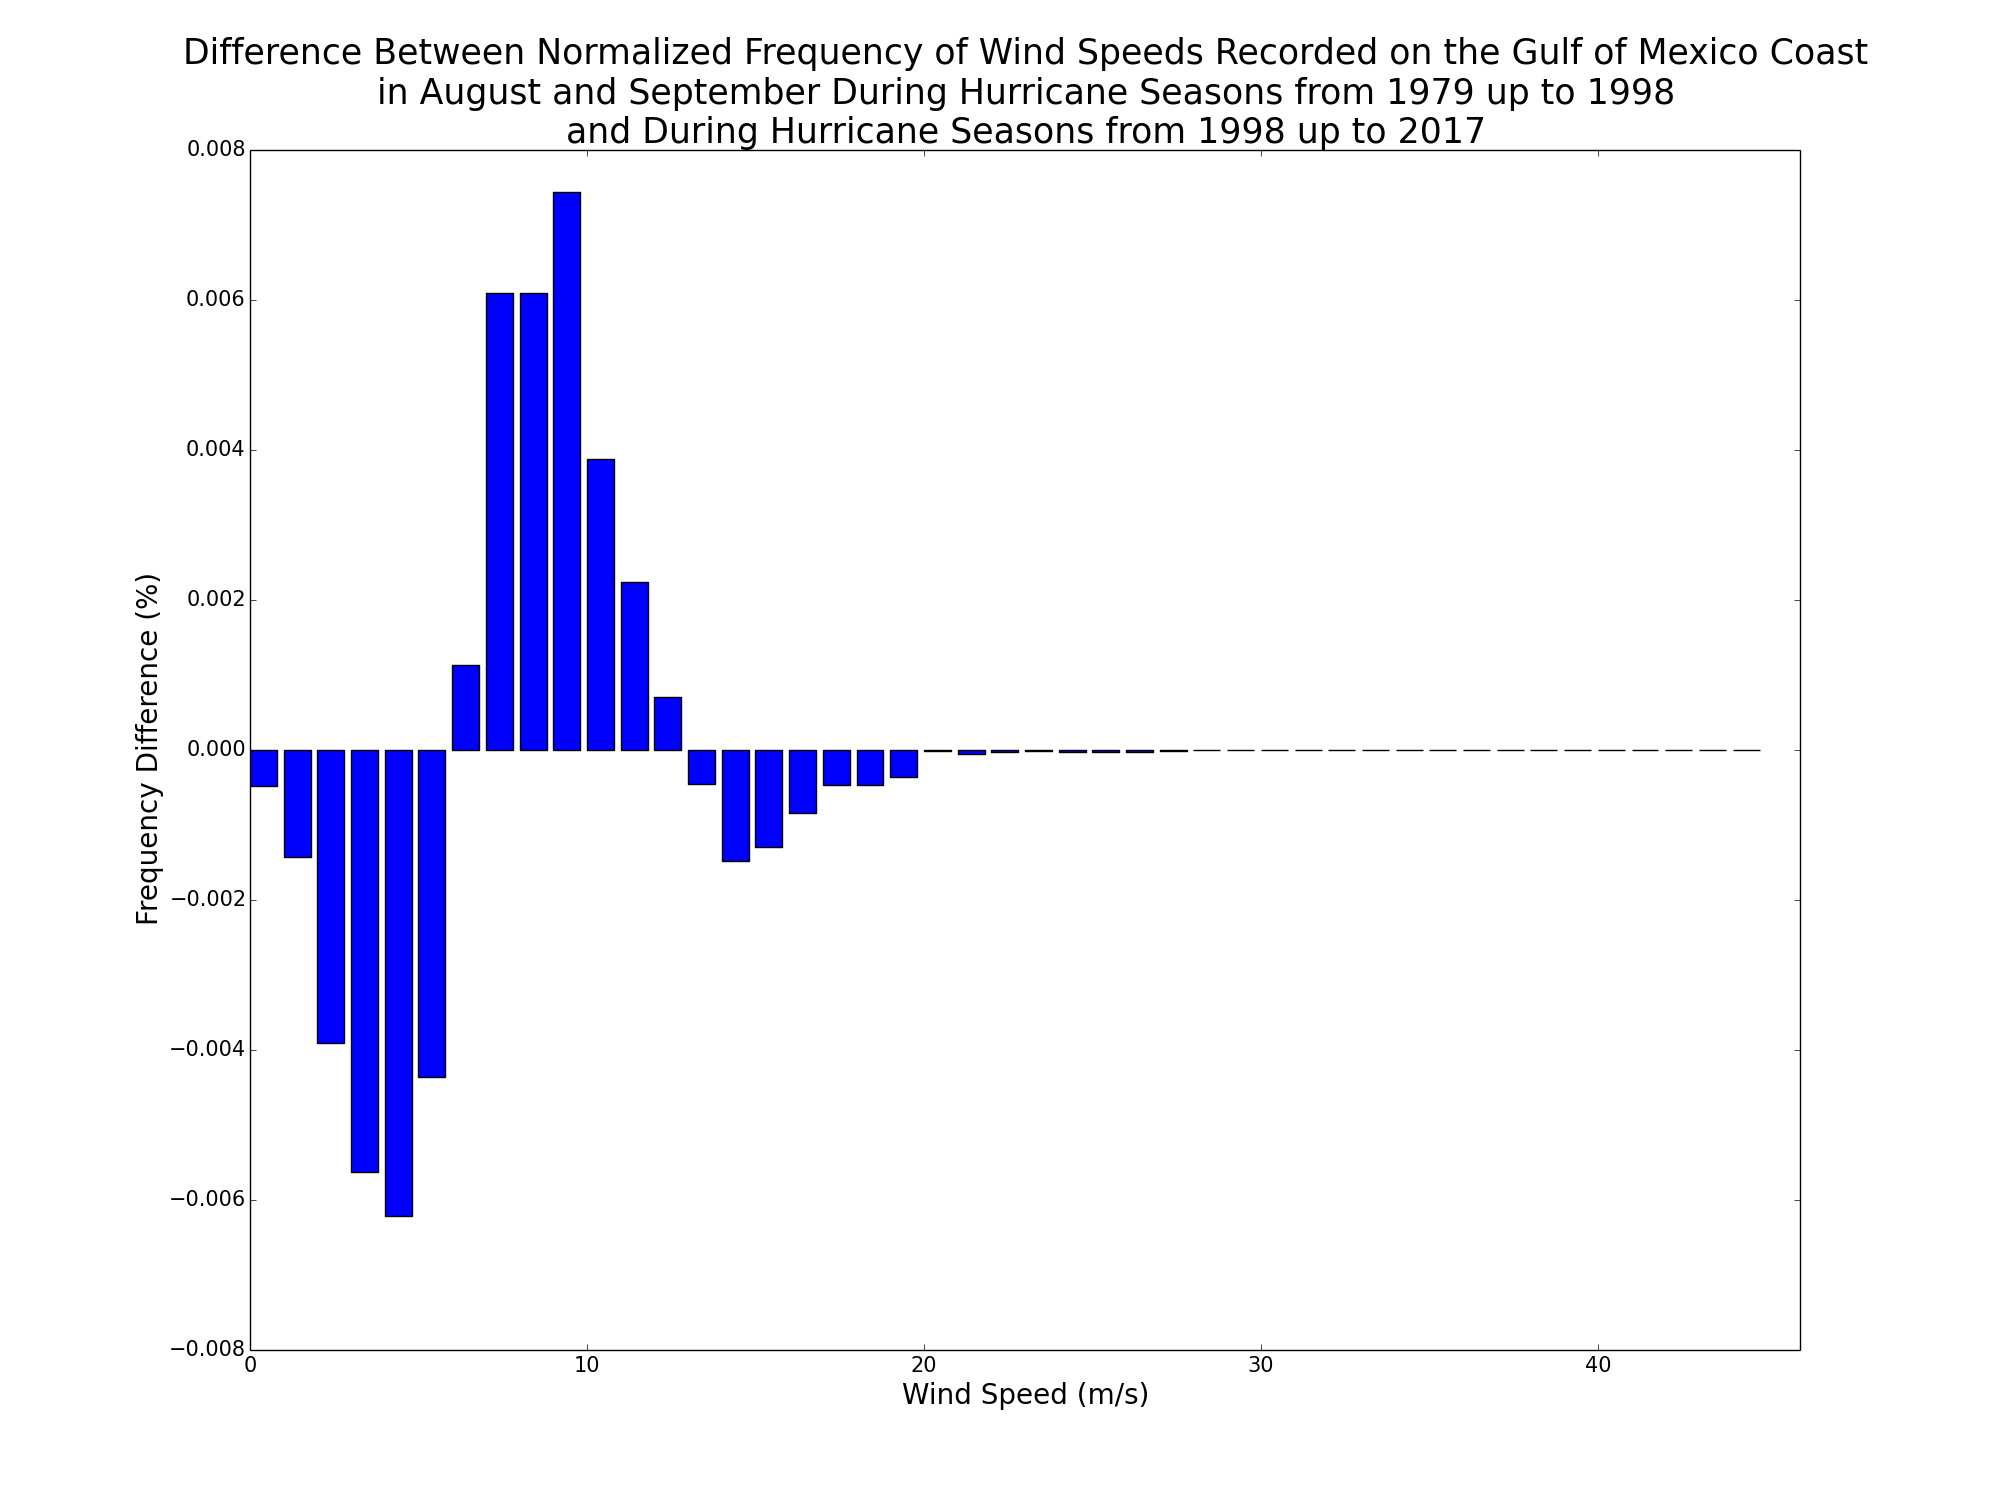 Difference Between Normalized Frequency of Wind Speeds Recorded on the Gulf of Mexico Coast
in August and September During Hurricane Seasons from 1979 up to 1998
and During Hurricane Seasons from 1998 up to 2017
0.008
0.006
0.004
0.002
0.000
−0.002
−0.004
−0.006
−0.008
Frequency Difference (%)
0 10 20 30 40
Wind Speed (m/s)